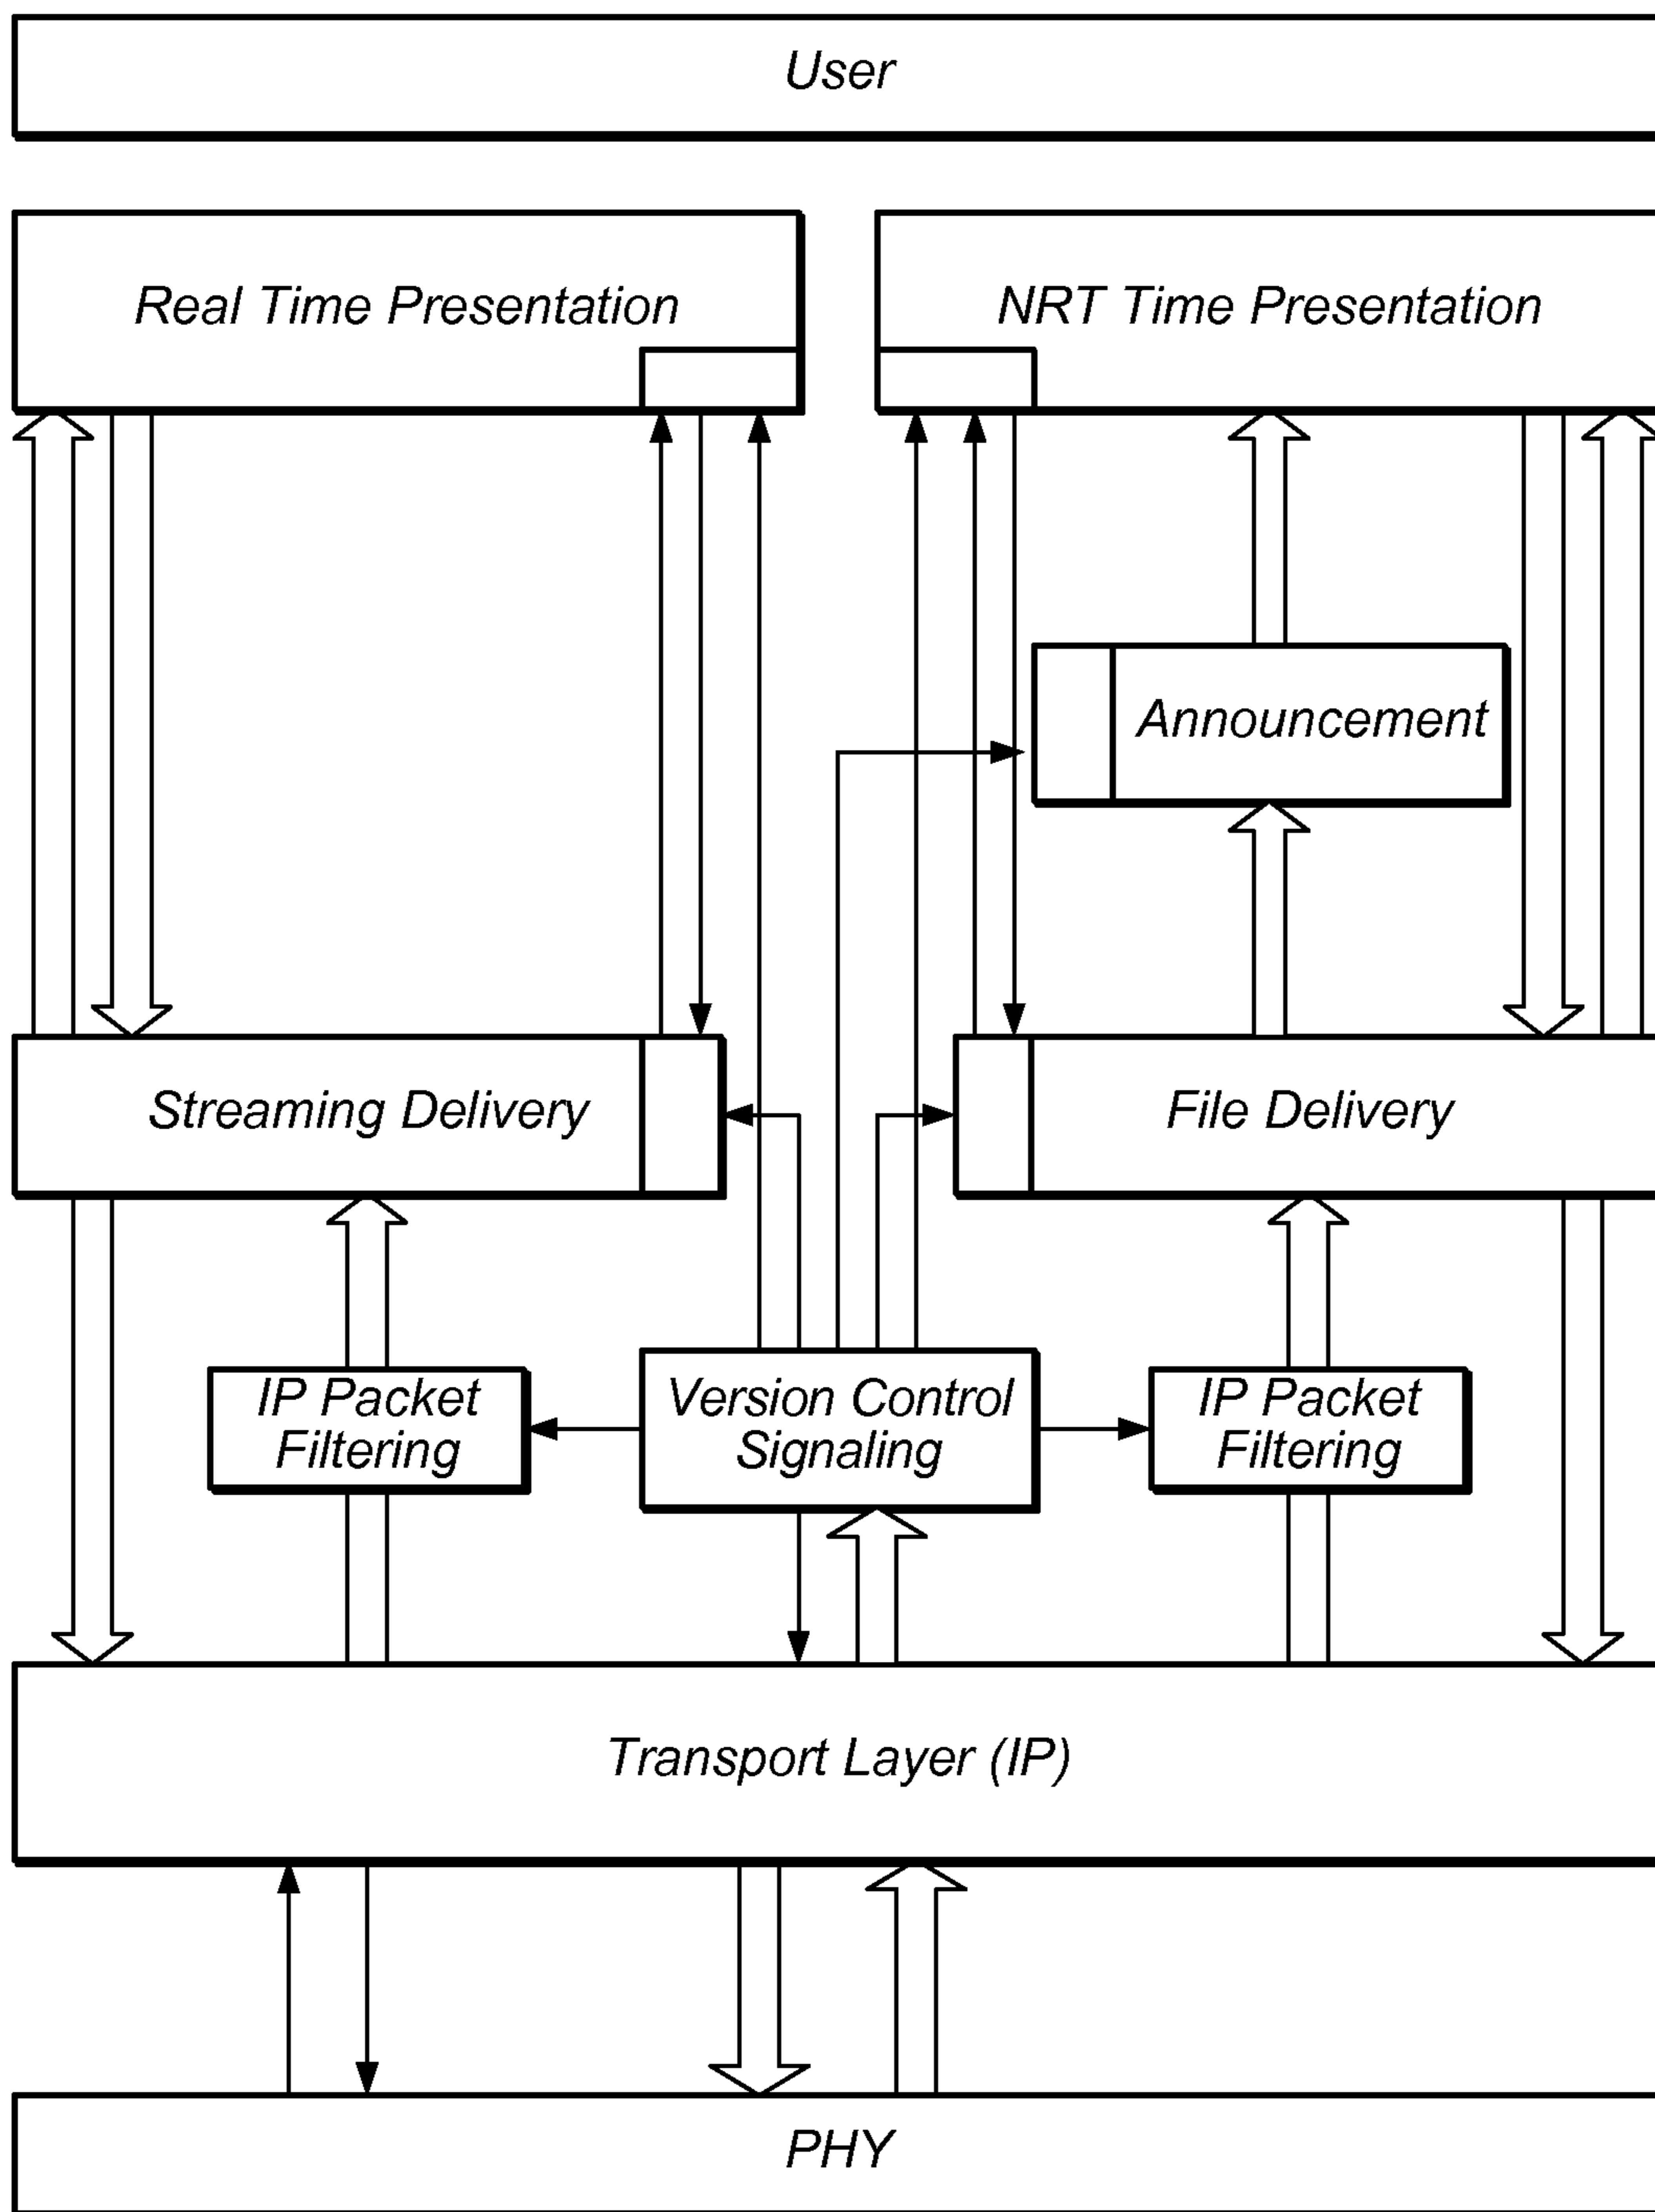 User
Real Time Presentation
NRT Time Presentation
Announcement
Streaming Delivery
File Delivery
IP Packet
Filtering
Version Control
Signaling
IP Packet
Filtering
Transport Layer (IP)
PHY